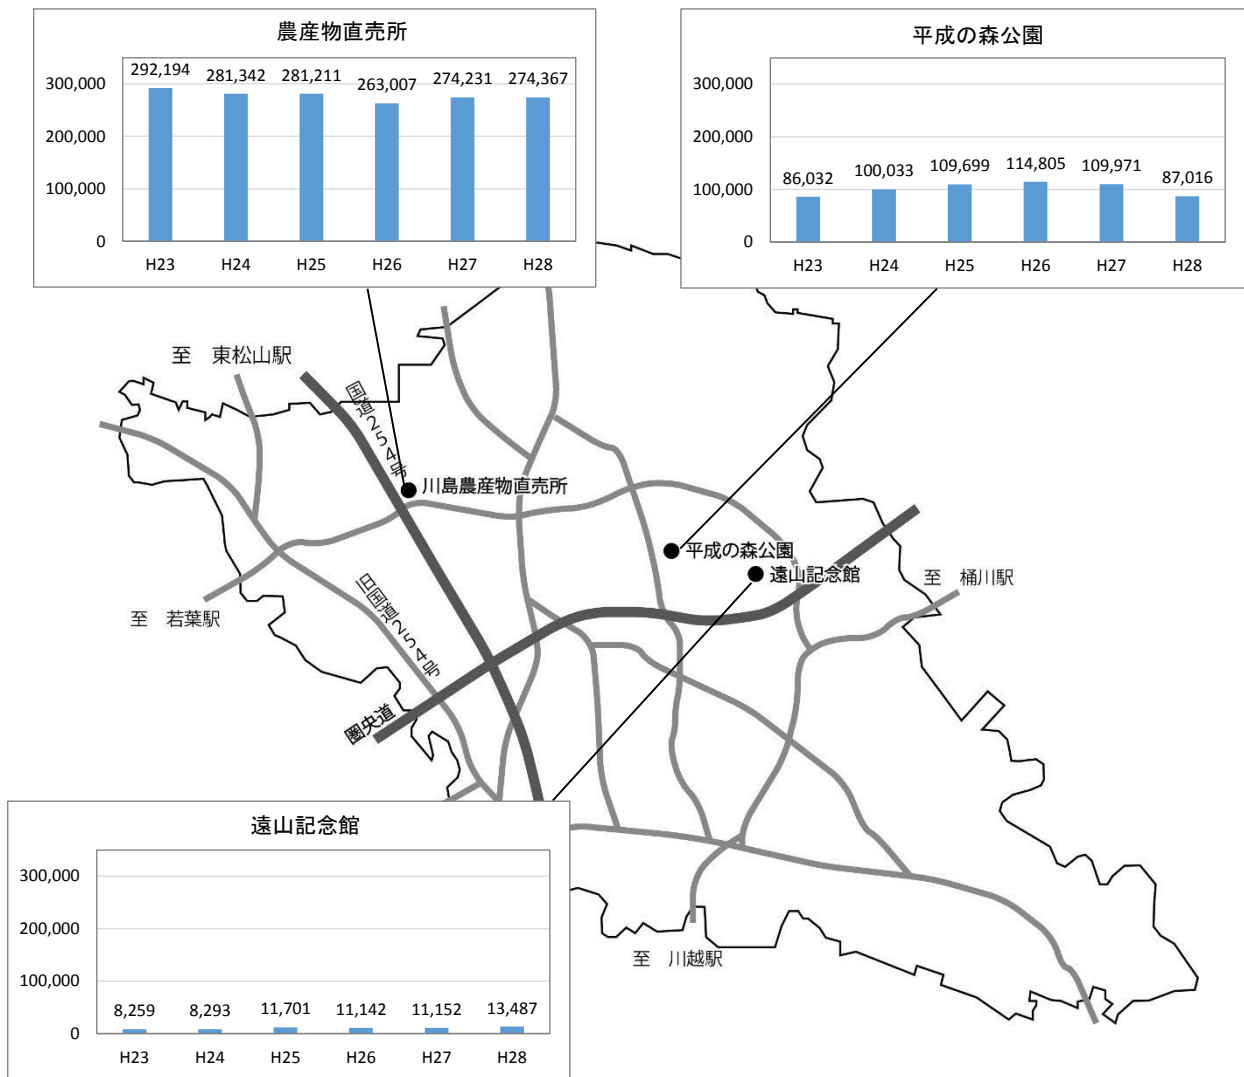 農産物直売所
300,000
200,000
100,000
0
292,194
281,342
281,211
263,007
274,231
274,367
H23
H24
H25
H26
H27
H28
平成の森公園
300,000
200,000
100,000
0
86,032
100,033
109,699
114,805
109,971
87,016
H23
H24
H25
H26
H27
H28
至 東松山駅
国道254号
川島農産物直売所
平成の森公園
遠山記念館
至 桶川駅
至 若葉駅
旧国道254号
圏央道
至 川越駅
遠山記念館
300,000
200,000
100,000
0
8,259
8,293
11,701
11,142
11,152
13,487
H23
H24
H25
H26
H27
H28